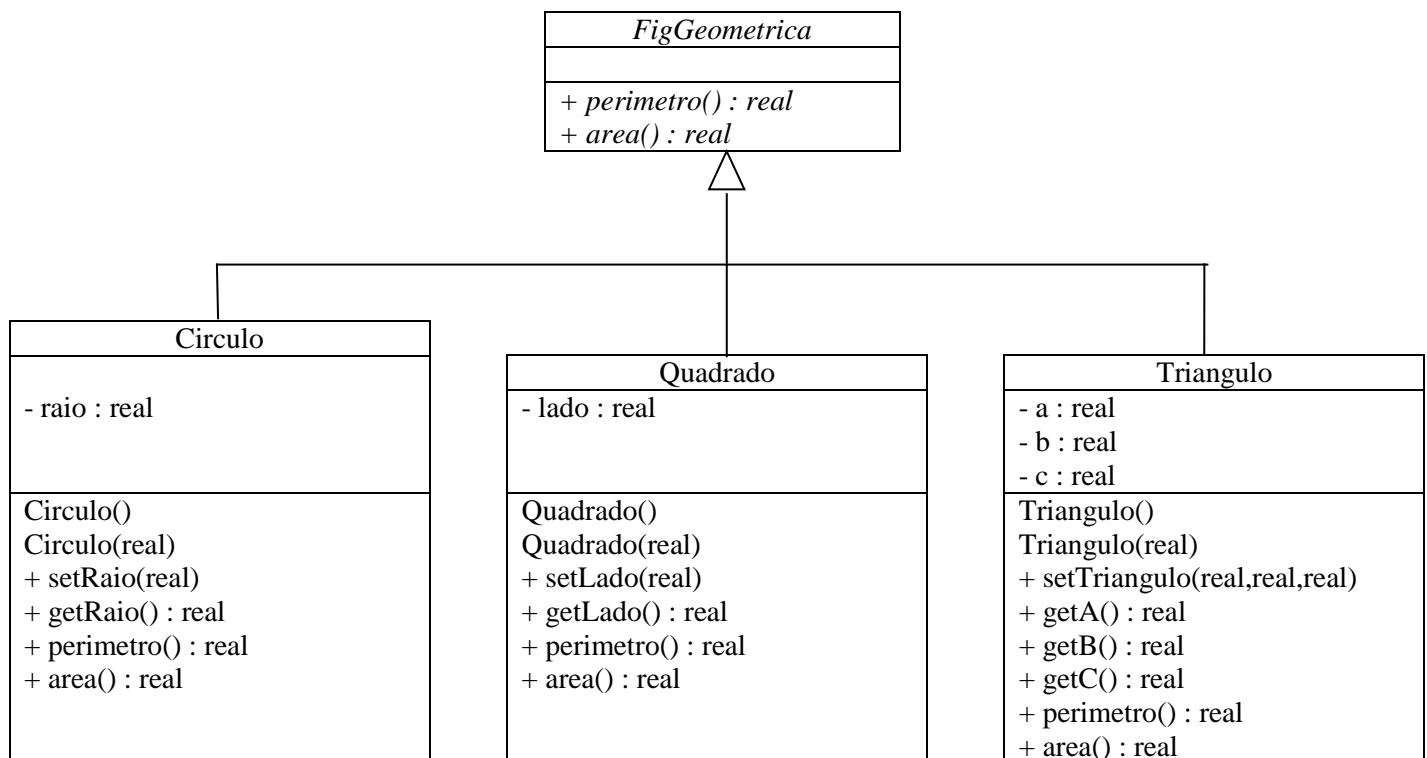 FigGeometrica
+ perimetro() : real
+ area() : real
Circulo
- raio : real
Circulo()
Circulo(real)
+ setRaio(real)
+ getRaio() : real
+ perimetro() : real
+ area() : real
Quadrado
- lado : real
Quadrado()
Quadrado(real)
+ setLado(real)
+ getLado() : real
+ perimetro() : real
+ area() : real
Triangulo
- a : real
- b : real
- c : real
Triangulo()
Triangulo(real)
+ setTriangulo(real,real,real)
+ getA() : real
+ getB() : real
+ getC() : real
+ perimetro() : real
+ area() : real